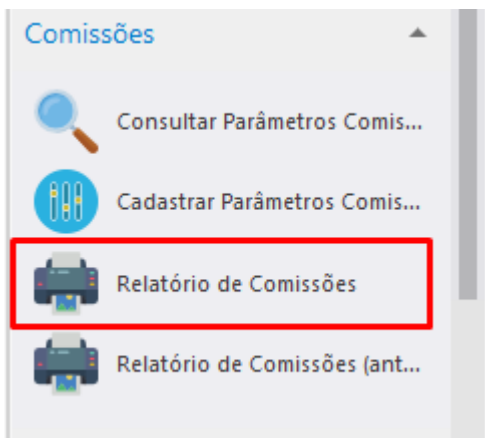 Comissões
Consultar Parâmetros Comis...
Cadastrar Parâmetros Comis...
Relatório de Comissões
Relatório de Comissões (ant...